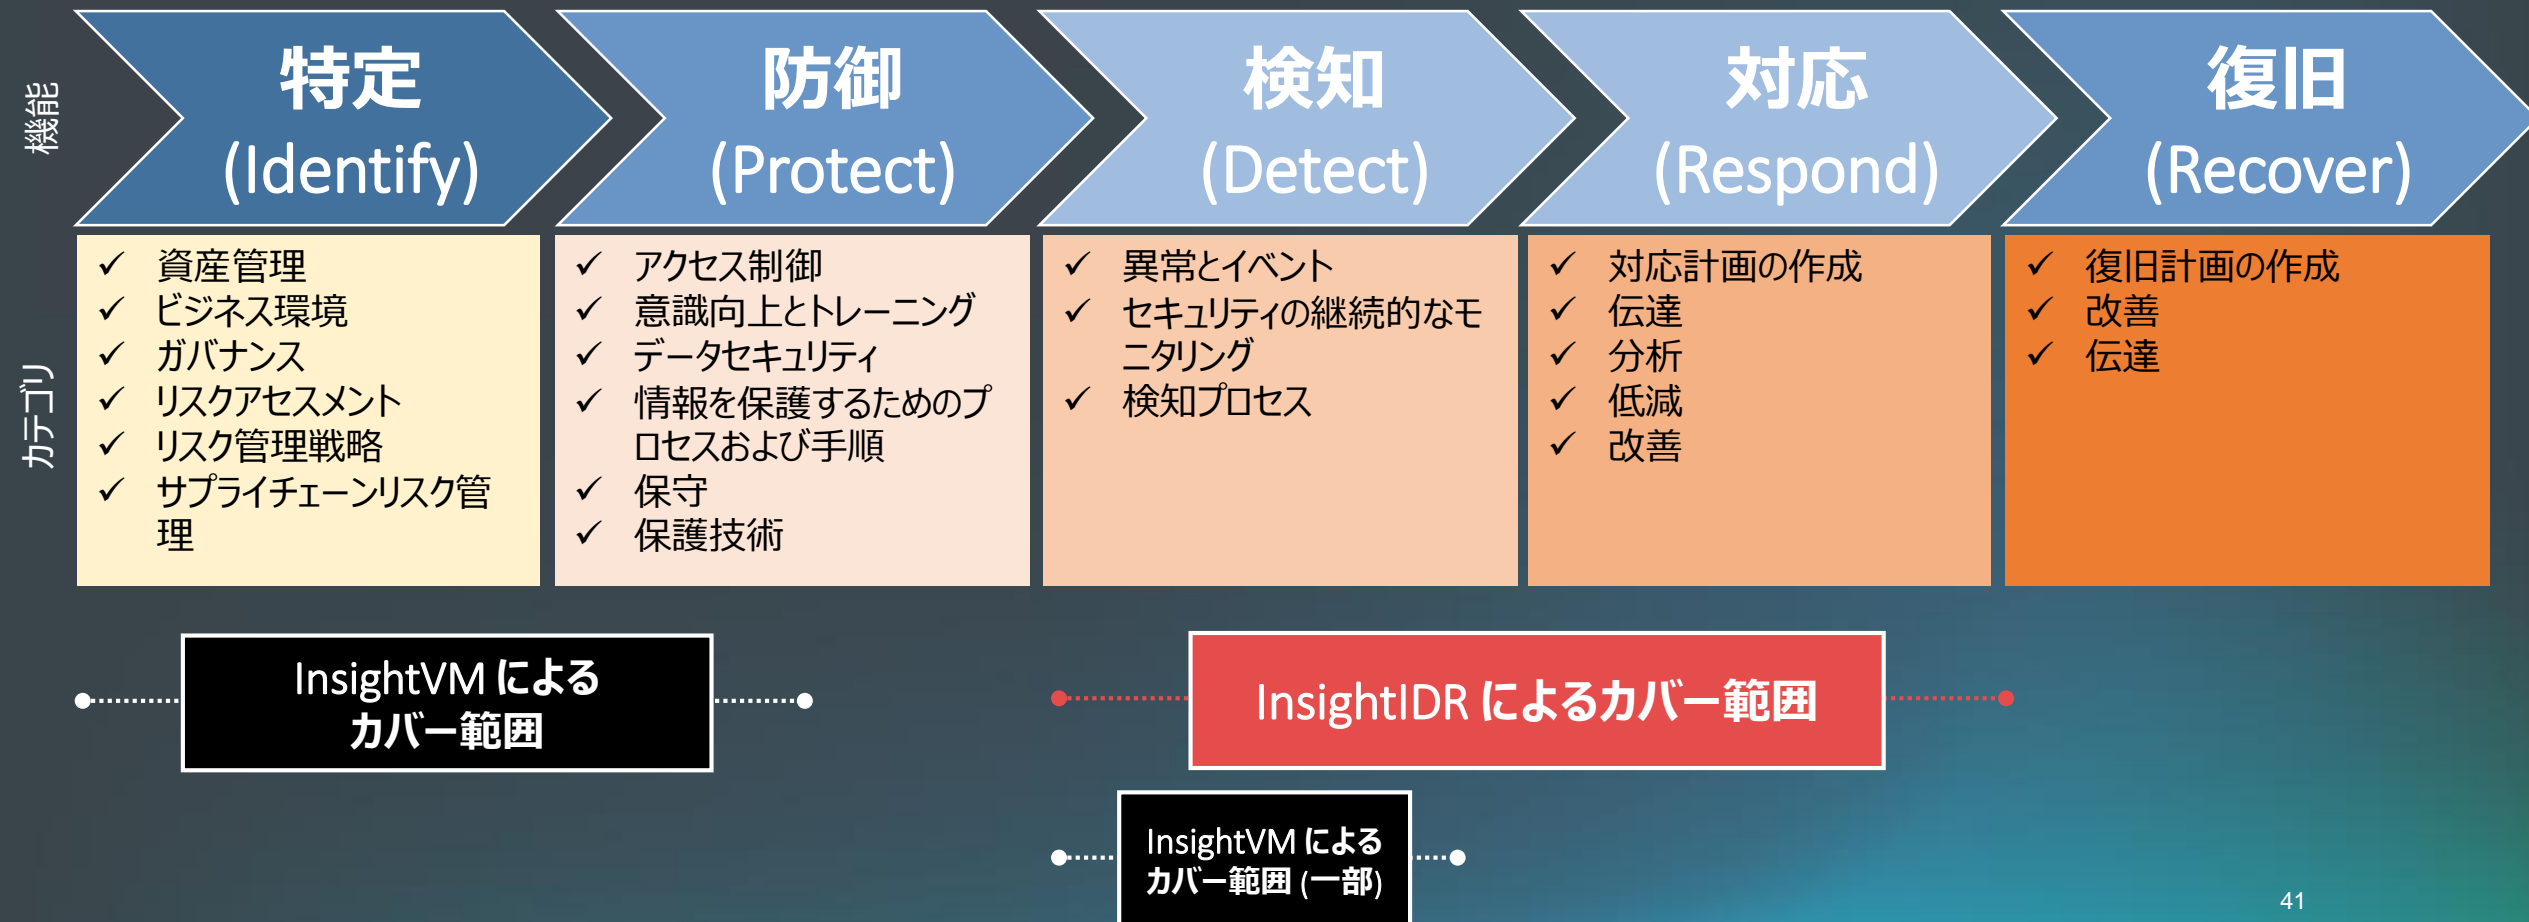 機能
特定
(Identify)
防御
(Protect)
検知
(Detect)
対応
(Respond)
復旧
(Recover)
カテゴリ
✓ 資産管理
✓ ビジネス環境
✓ ガバナンス
✓ リスクアセスメント
✓ リスク管理戦略
✓ サプライチェーンリスク管
理
✓ アクセス制御
✓ 意識向上とトレーニング
✓ データセキュリティ
✓ 情報を保護するためのプ
ロセスおよび手順
✓ 保守
✓ 保護技術
✓ 異常とイベント
✓ セキュリティの継続的なモ
ニタリング
✓ 検知プロセス
✓ 対応計画の作成
✓ 伝達
✓ 分析
✓ 低減
✓ 改善
✓ 復旧計画の作成
✓ 改善
✓ 伝達
InsightVM による
カバー範囲
InsightIDR によるカバー範囲
InsightVM による
カバー範囲 (一部)
41